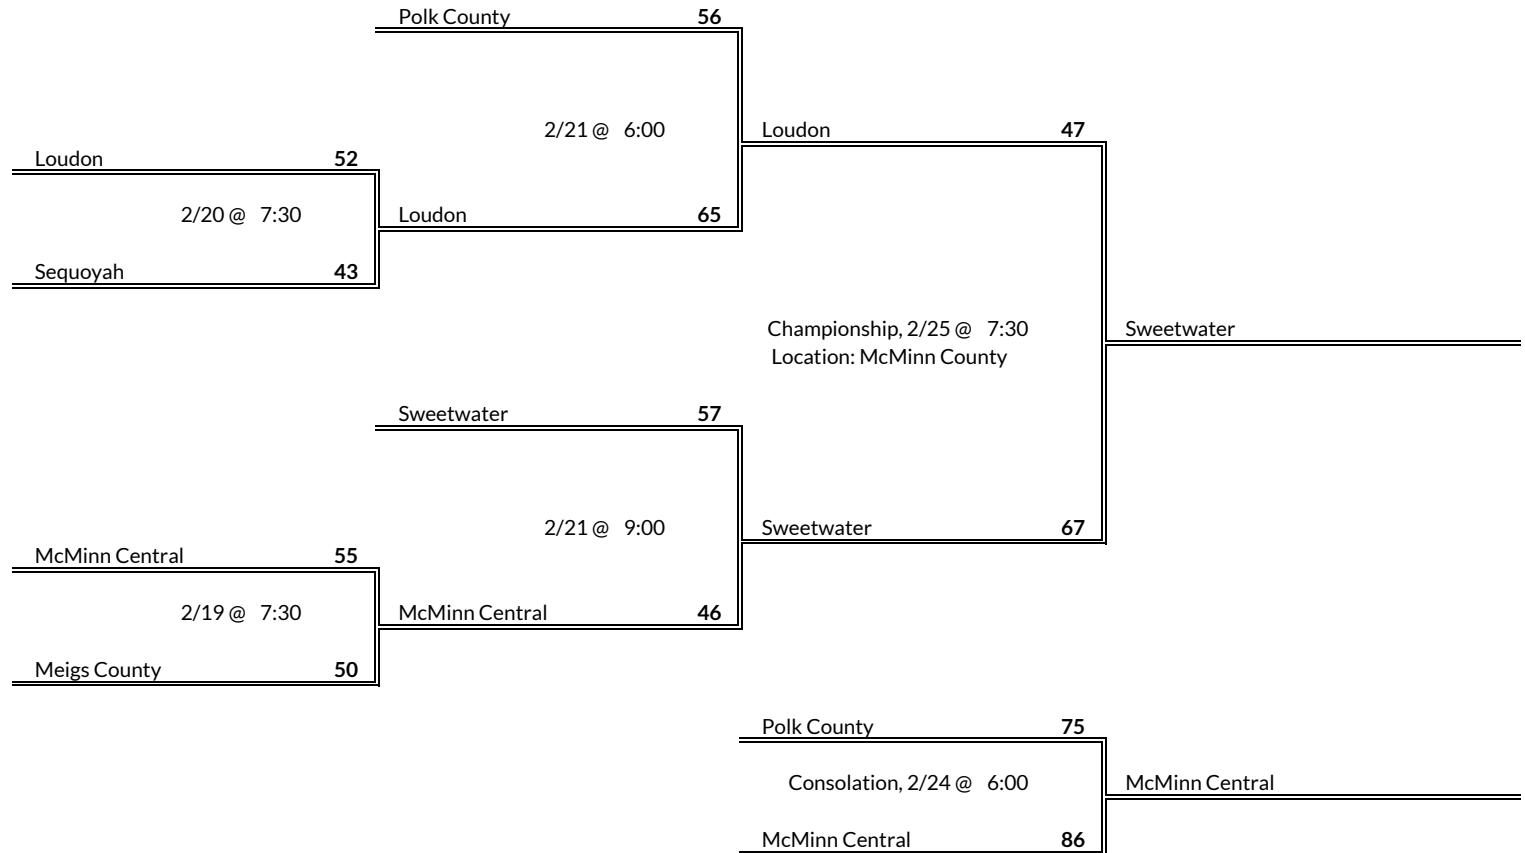 Polk County 56
2/21 @ 6:00
Loudon 47
Loudon 52
2/20 @ 7:30
Loudon 65
Sequoyah 43
Championship, 2/25 @ 7:30
Location: McMinn County
Sweetwater
Sweetwater 57
2/21 @ 9:00
Sweetwater 67
McMinn Central 55
2/19 @ 7:30
McMinn Central 46
Meigs County 50
Polk County 75
Consolation, 2/24 @ 6:00
McMinn Central
McMinn Central 86